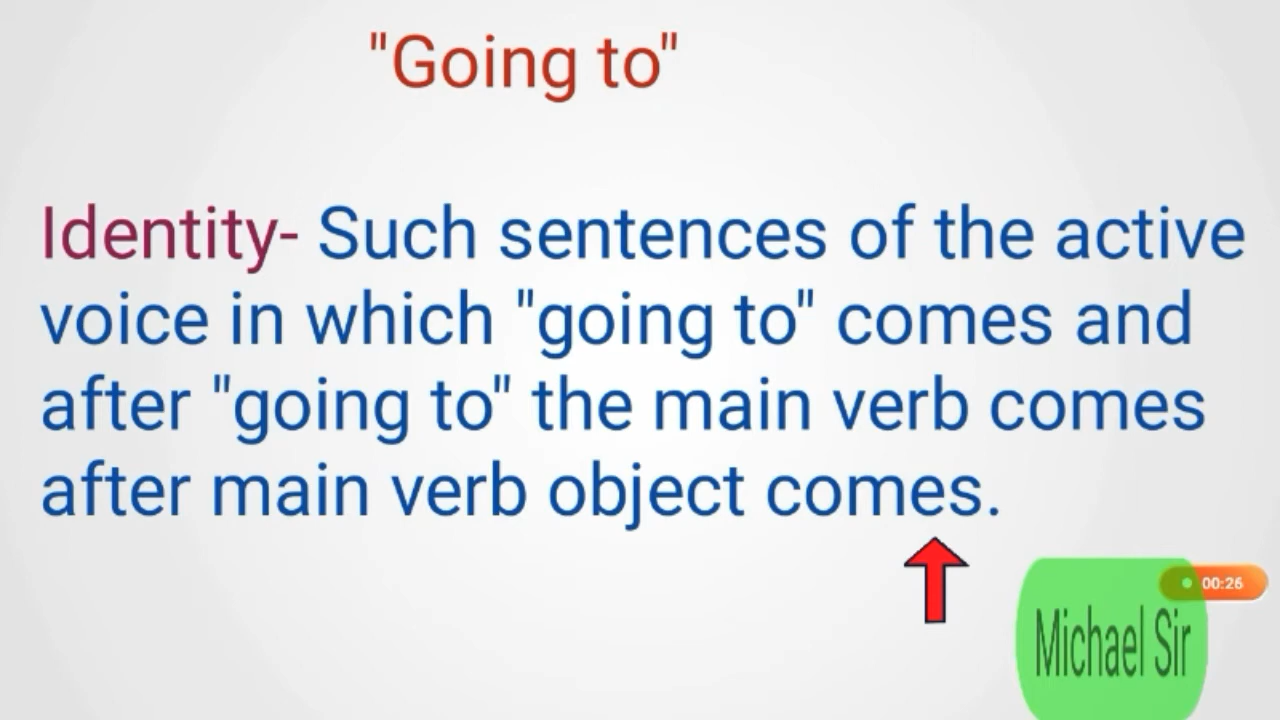 "Going to"
Identity- Such sentences of the active
voice in which "going to" comes and
after "going to" the main verb comes
after main verb object comes.
00:26
Michael Sir